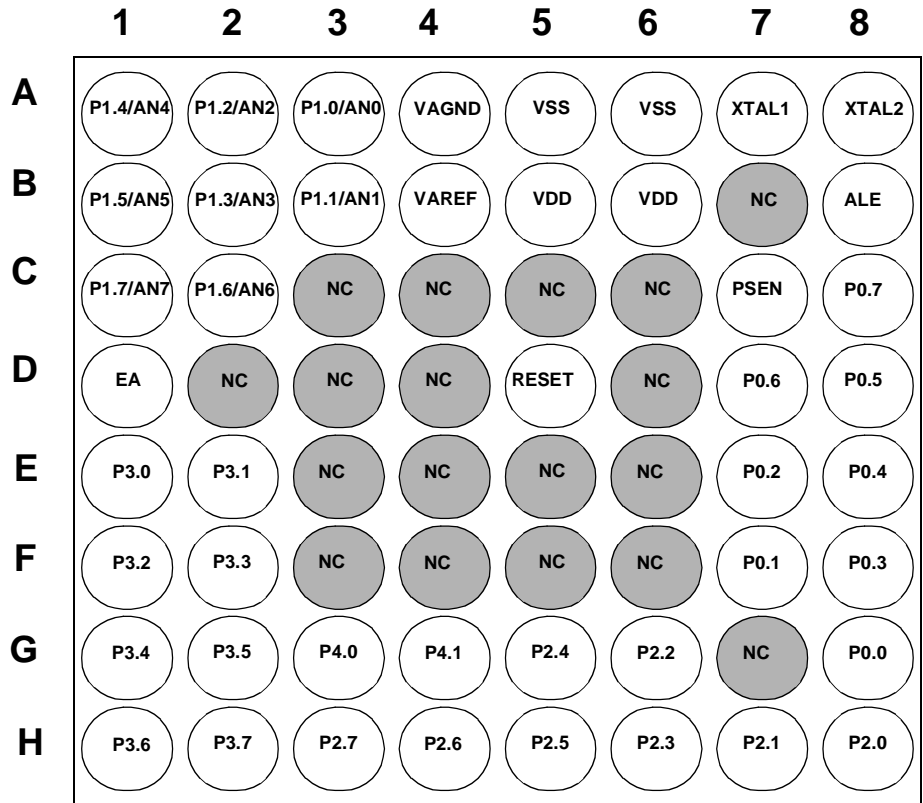 1 2 3 4 5 6 7 8
A P1.4/AN4 P1.2/AN2 P1.0/AN0 VAGND VSS VSS XTAL1 XTAL2
B P1.5/AN5 P1.3/AN3 P1.1/AN1 VAREF VDD VDD NC ALE
C P1.7/AN7 P1.6/AN6 NC NC NC NC PSEN P0.7
D EA NC NC NC RESET NC P0.6 P0.5
E P3.0 P3.1 NC NC NC NC P0.2 P0.4
F P3.2 P3.3 NC NC NC NC P0.1 P0.3
G P3.4 P3.5 P4.0 P4.1 P2.4 P2.2 NC P0.0
H P3.6 P3.7 P2.7 P2.6 P2.5 P2.3 P2.1 P2.0